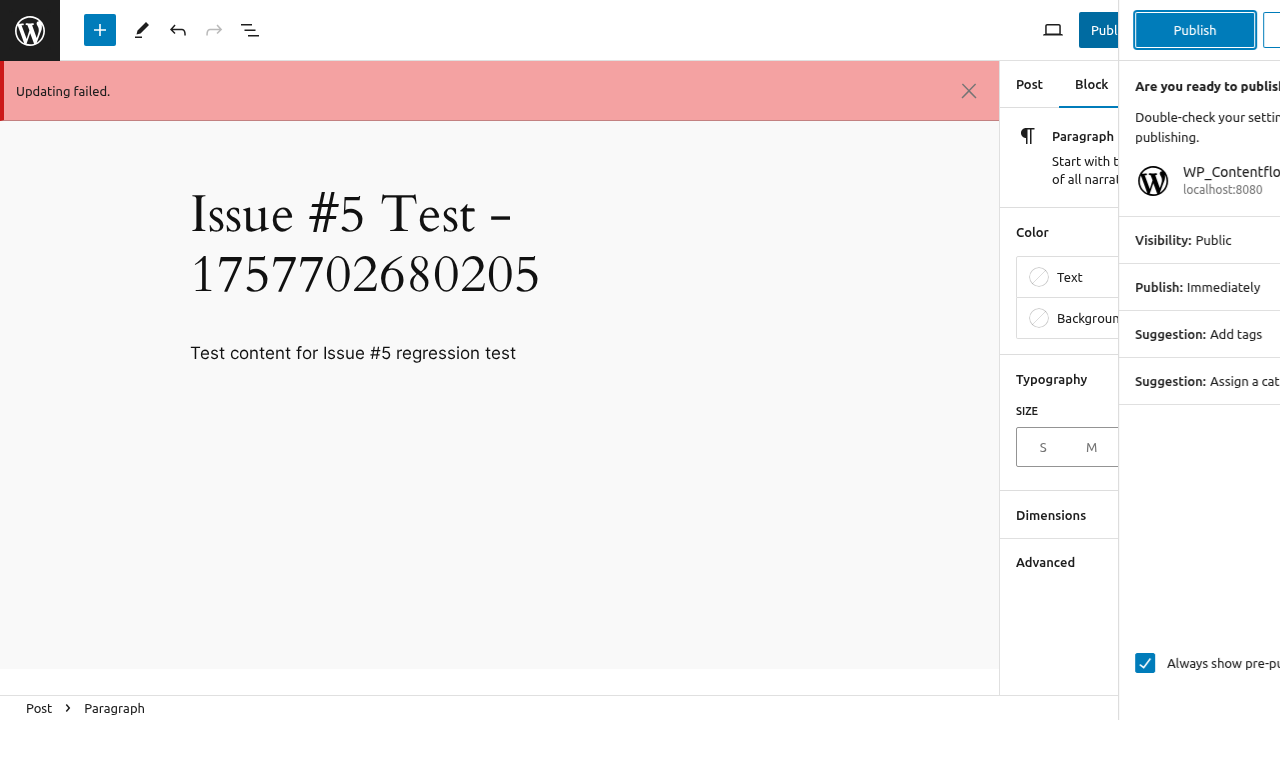 Publ
Publish
Updating failed.
Issue #5 Test –
1757702680205
Test content for Issue #5 regression test
Post
Block
Paragraph
Start with t
of all narrat
Color
Text
Backgroun
Typography
SIZE
S
M
Dimensions
Advanced
Are you ready to publish
Double-check your settin
publishing.
WP_Contentflo
localhost:8080
Visibility: Public
Publish: Immediately
Suggestion: Add tags
Suggestion: Assign a cat
Always show pre-pu
Post
Paragraph